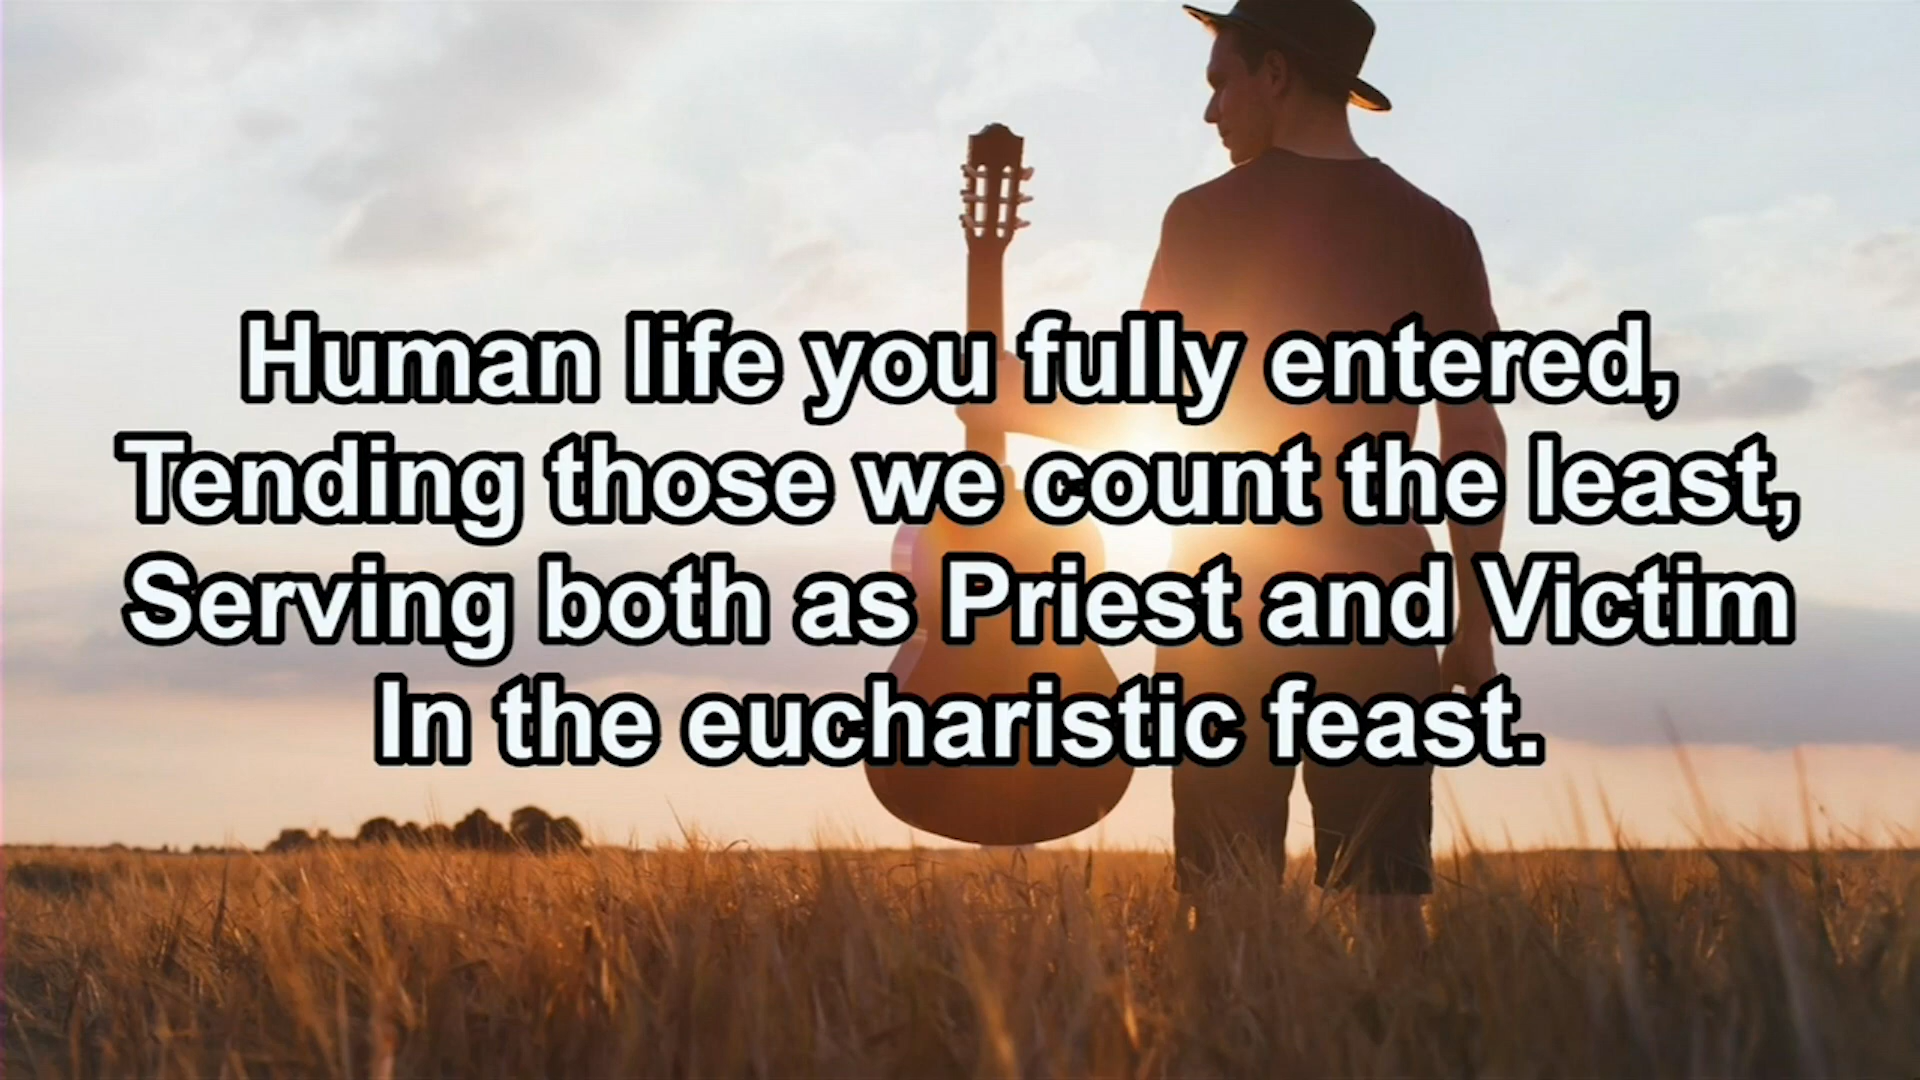 Human life you fully entered,
Tending those we count the least,
Serving both as Priest and Victim
In the eucharistic feast.